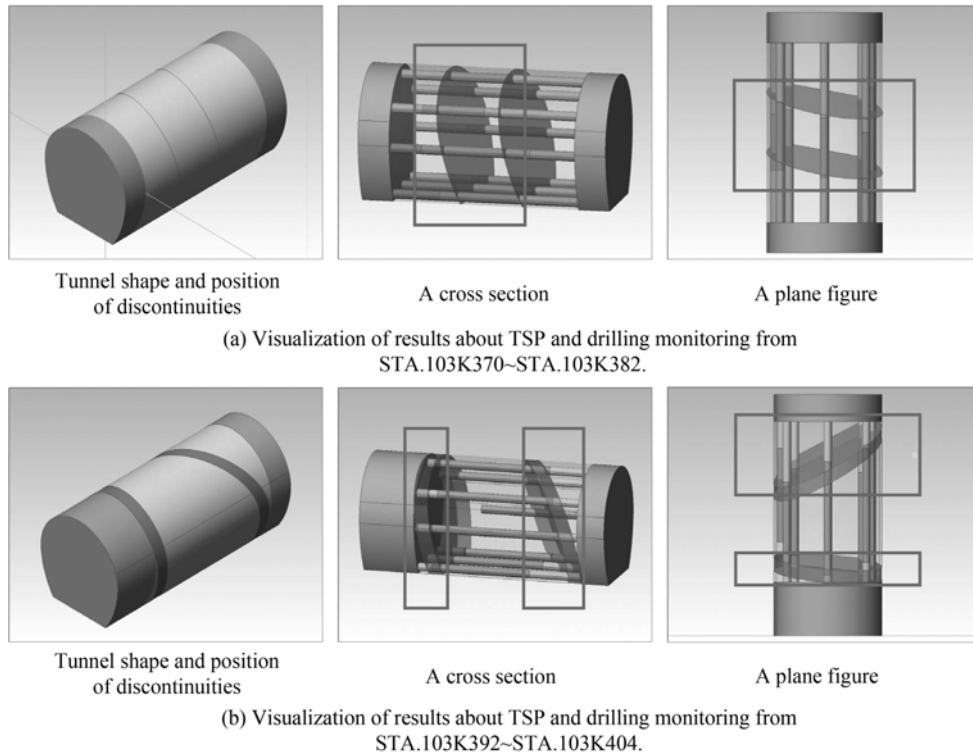 Tunnel shape and position
of discontinuities
A cross section
A plane figure
(a) Visualization of results about TSP and drilling monitoring from
STA.103K370~STA.103K382.
Tunnel shape and position
of discontinuities
A cross section
A plane figure
(b) Visualization of results about TSP and drilling monitoring from
STA.103K392~STA.103K404.